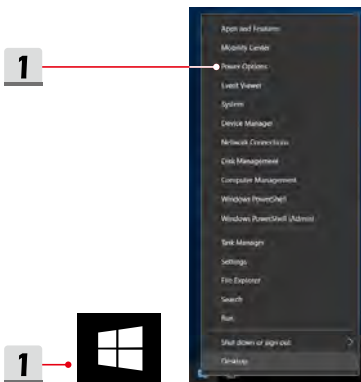 Apps and Features
Mobility Center
1
Power Options
Event Viewer
System
Device Manager
Network Connections
Disk Management
Computer Management
Windows PowerShell
Windows PowerShell (Admin)
Task Manager
Settings
File Explorer
Search
Run
Shut down or sign out
Desktop
1